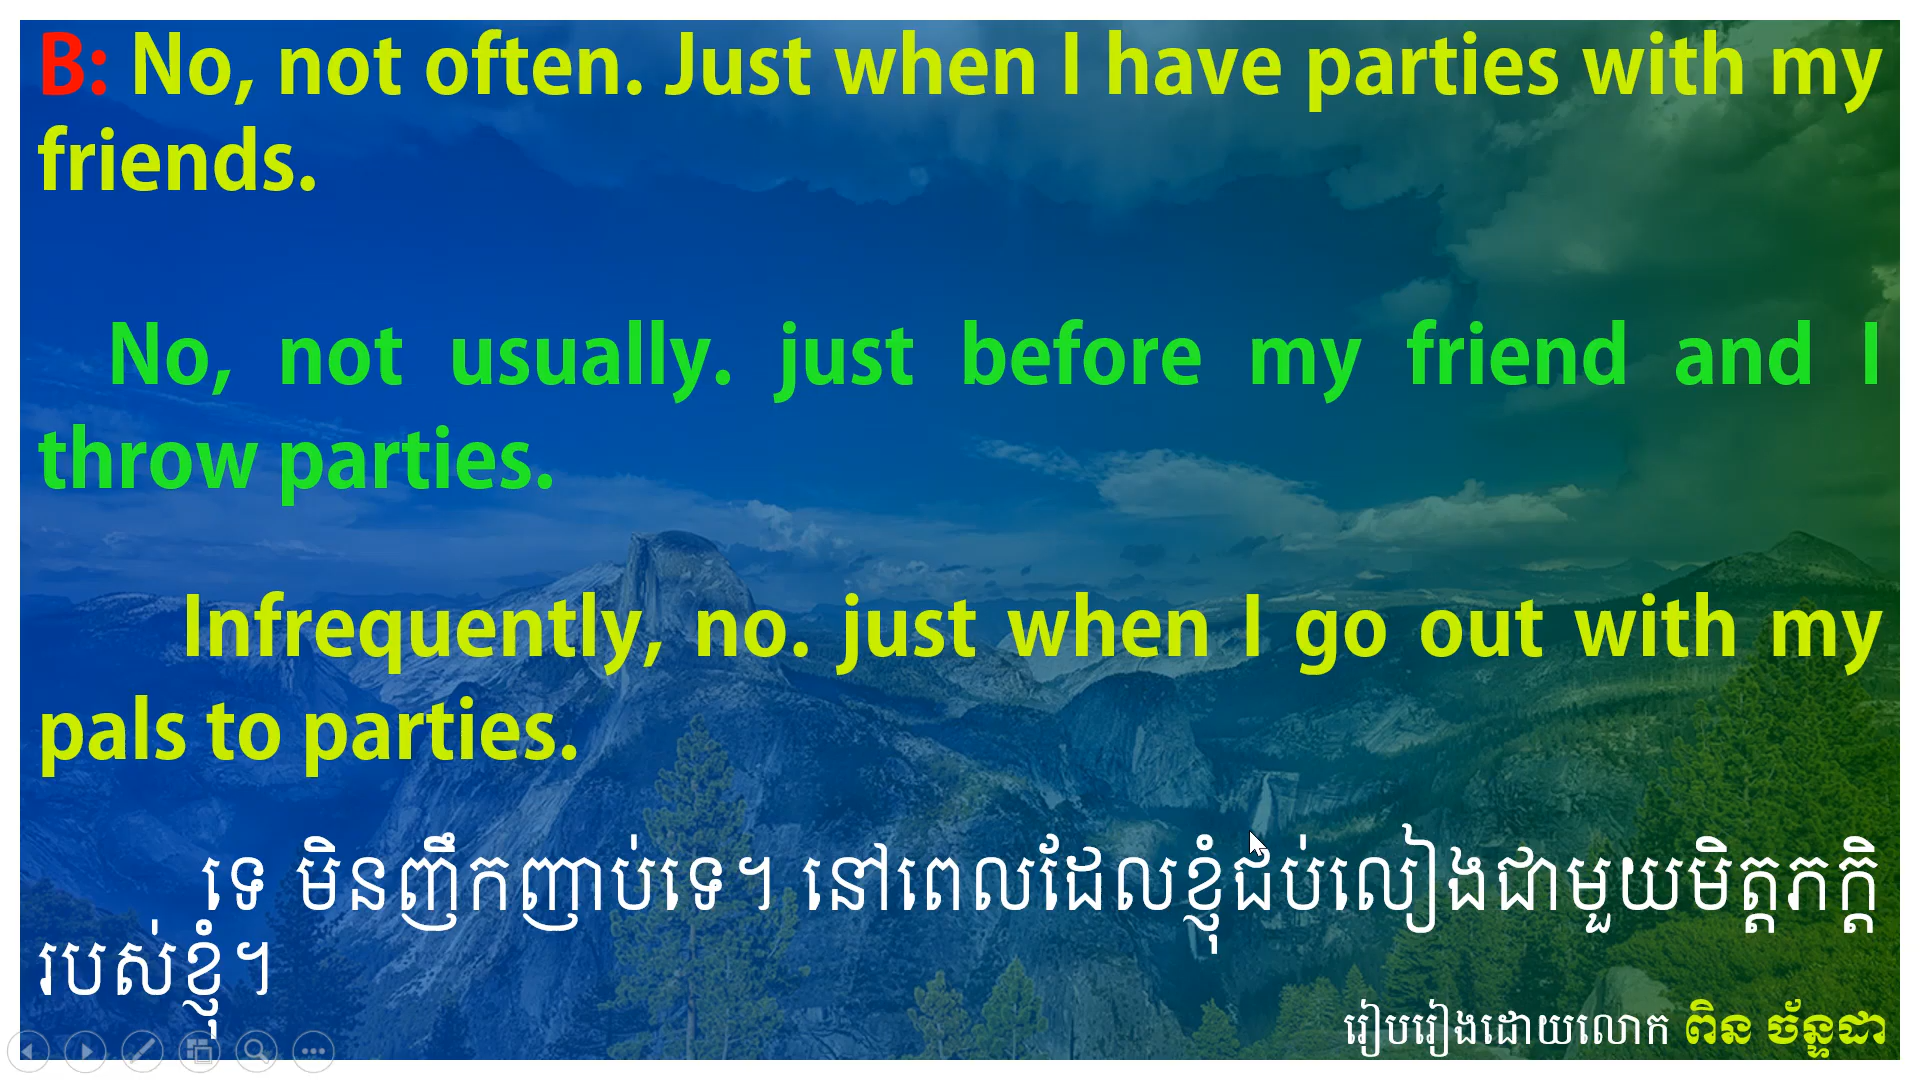 B: No, not often. Just when I have parties with my
friends.
No, not usually. just before my friend and I
throw parties.
Infrequently, no. just when I go out with my
pals to parties.
ទេ មិនញឹកញាប់ទេ។ នៅពេលដែលខ្ញុំជប់លៀងជាមួយមិត្តភក្តិ
របស់ខ្ញុំ។
រៀបរៀងដោយលោក ពិន ច័ន្ទដា